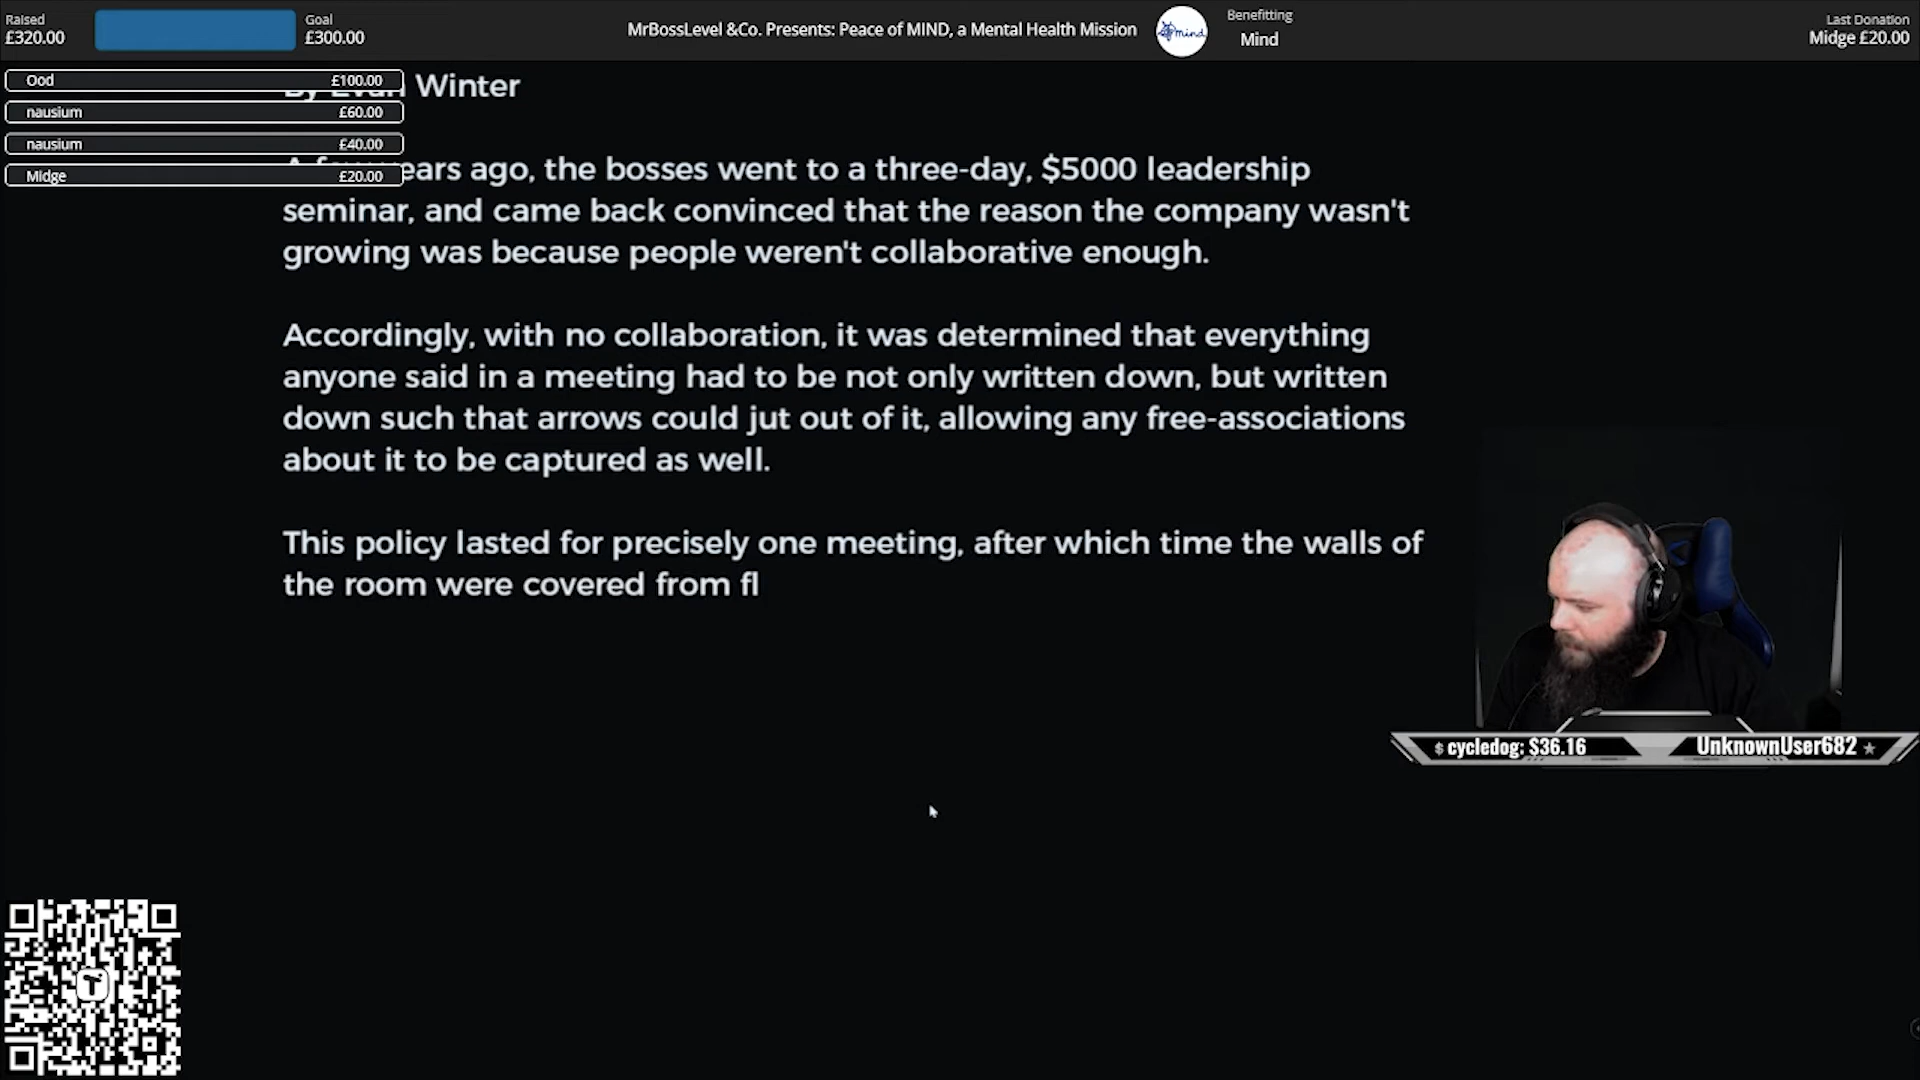 Raised
£320.00
Goal
£300.00
MrBossLevel &Co. Presents: Peace of MIND, a Mental Health Mission
mind
Benefitting
Mind
Last Donation
Midge £20.00
Ood £100.00
nausium £60.00
nausium £40.00
Midge £20.00
By Evan Winter
ears ago, the bosses went to a three-day, $5000 leadership
seminar, and came back convinced that the reason the company wasn't
growing was because people weren't collaborative enough.
Accordingly, with no collaboration, it was determined that everything
anyone said in a meeting had to be not only written down, but written
down such that arrows could jut out of it, allowing any free-associations
about it to be captured as well.
This policy lasted for precisely one meeting, after which time the walls of
the room were covered from fl
$ cycledog: $36.16
UnknownUser682